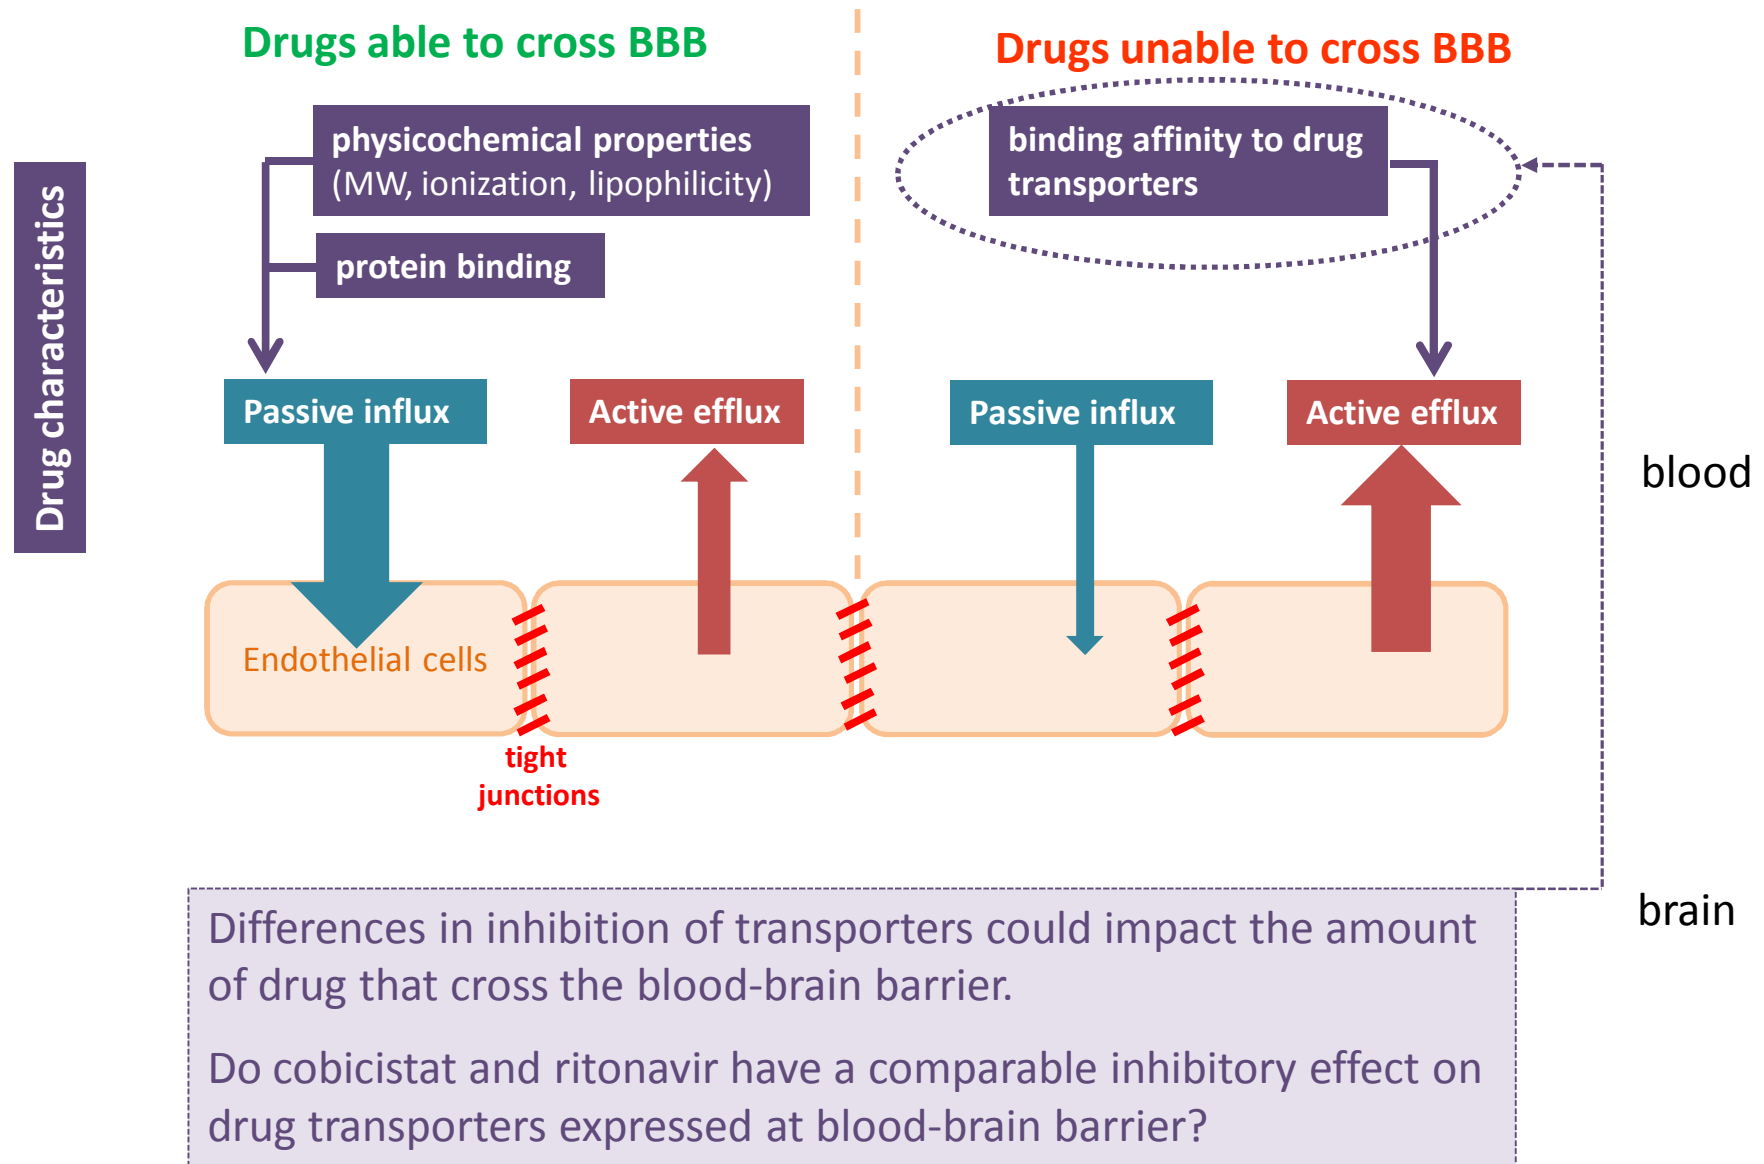 Drugs able to cross BBB
Drugs unable to cross BBB
Drug characteristics
physicochemical properties
(MW, ionization, lipophilicity)
protein binding
binding affinity to drug
transporters
Passive influx
Active efflux
Passive influx
Active efflux
blood
Endothelial cells
tight
junctions
brain
Differences in inhibition of transporters could impact the amount
of drug that cross the blood-brain barrier.
Do cobicistat and ritonavir have a comparable inhibitory effect on
drug transporters expressed at blood-brain barrier?